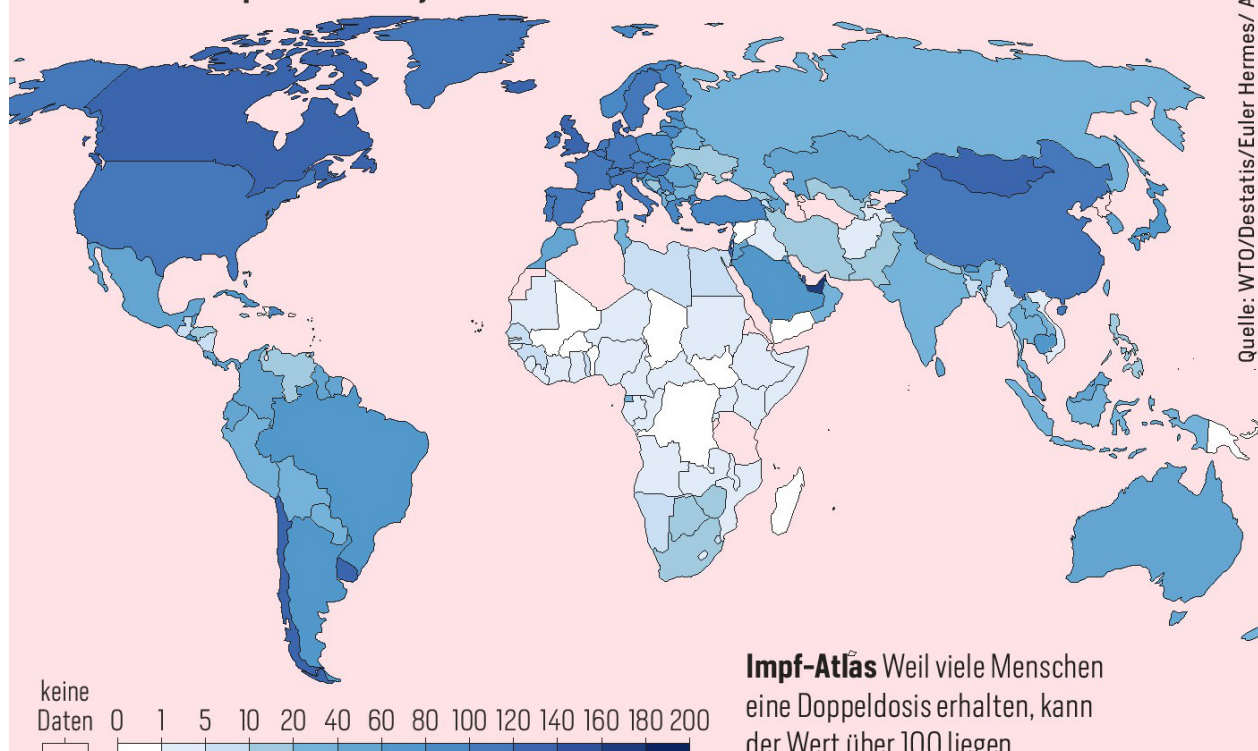 Quelle: WTO/Destatis/Euler Hermes/
keine
Daten 0 1 5 10 20 40 60 80 100 120 140 160 180 200
Impf-Atlas Weil viele Menschen
eine Doppeldosis erhalten, kann
der Wert über 100 liegen